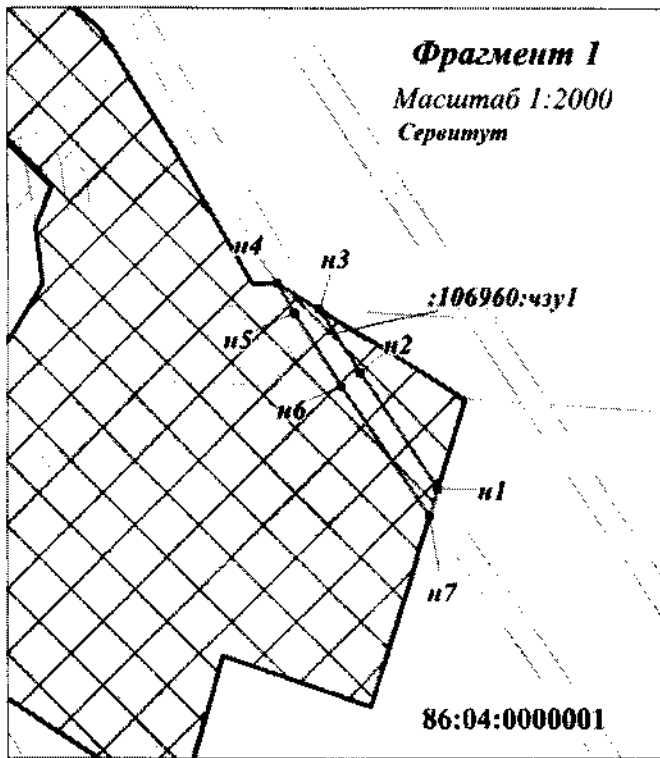 Фрагмент 1
Масштаб 1:2000
Сервитут
н4
н3
:106960:чзу1
н5
н2
н6
н1
н7
86:04:0000001